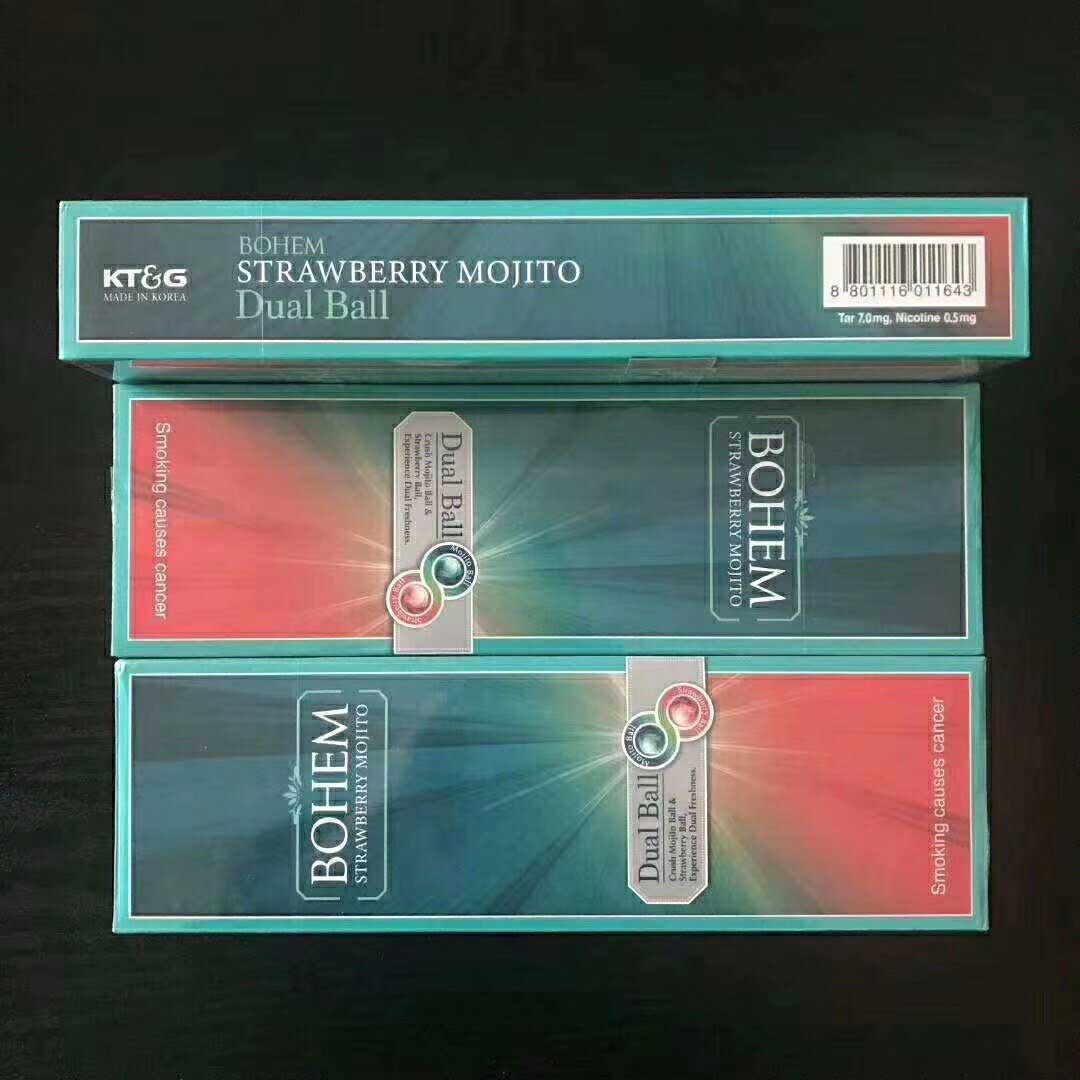 KT&G
MADE IN KOREA
BOHEM
STRAWBERRY MOJITO
Dual Ball
8 801116 011643
Tar 7.0mg, Nicotine 0.5mg
Smoking causes cancer
Dual Ball
Crush Mojito Ball &
Strawberry Ball,
Experience Dual Freshness.
Mojito Ball
Strawberry Ball
BOHEM
STRAWBERRY MOJITO
BOHEM
STRAWBERRY MOJITO
Strawberry Ball
Mojito Ball
Dual Ball
Crush Mojito Ball &
Strawberry Ball,
Experience Dual Freshness.
Smoking causes cancer